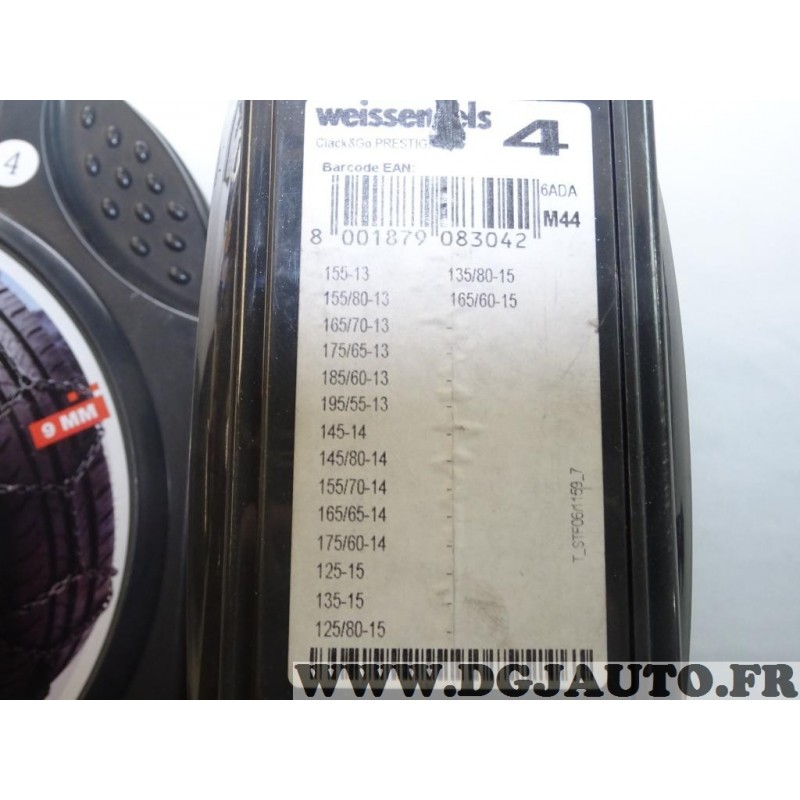 4
9 MM
weissenfels 4
Clack&Go PRESTIG
Barcode EAN:
6ADA
M44
8 001879 083042
155-13 135/80-15
155/80-13 165/60-15
165/70-13 -
175/65-13 -
185/60-13 -
195/55-13 -
145-14 -
145/80-14 -
155/70-14 -
165/65-14 -
175/60-14 -
125-15 -
135-15 -
125/80-15 -
T_STF06/1159_7
WWW.DGJAUTO.FR